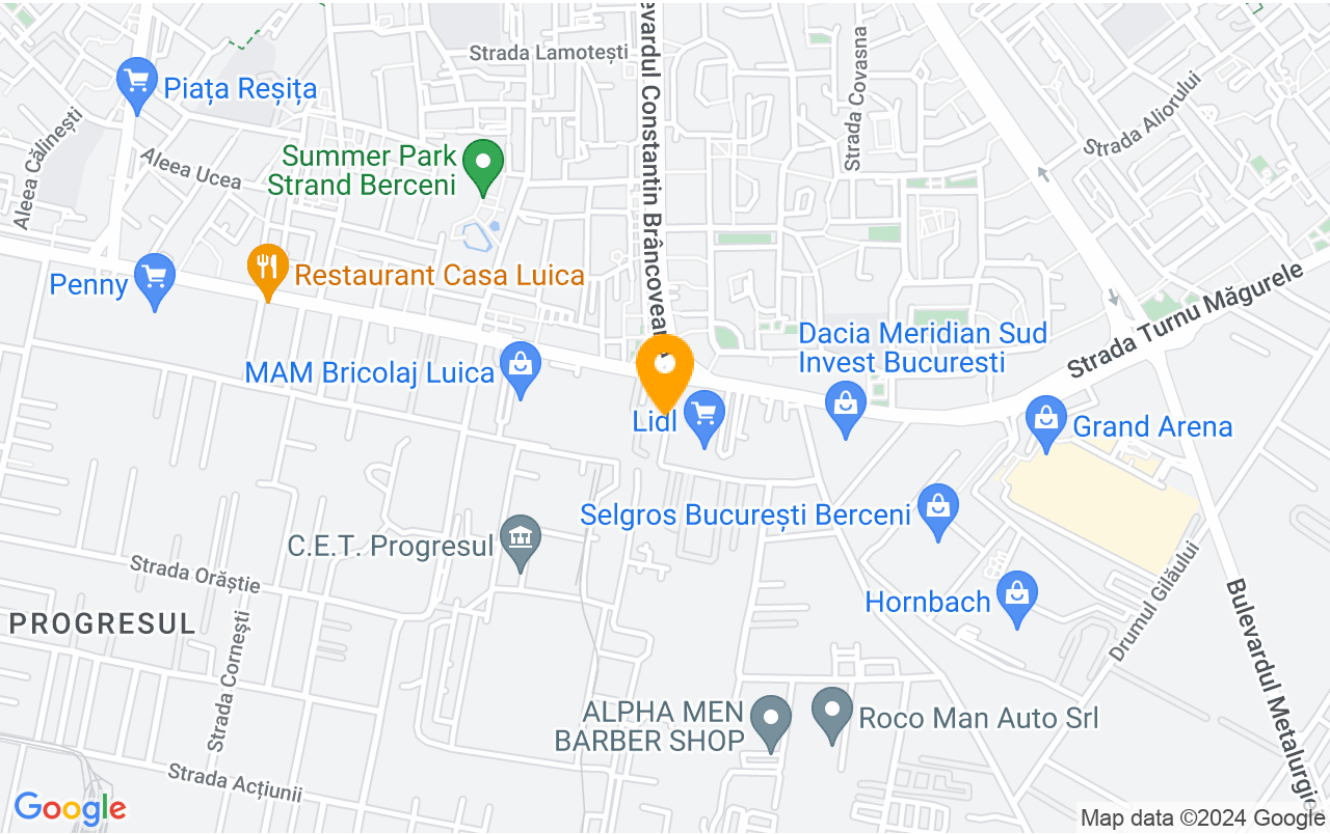 Strada Lamotești
evardul Constantin Brâncovea
Strada Covasna
Strada Aliorului
Piața Reșița
Aleea Călinești
Aleea Ucea
Summer Park
Strand Berceni
Penny
Restaurant Casa Luica
Strada Turnu Măgurele
Dacia Meridian Sud
Invest Bucuresti
MAM Bricolaj Luica
Lidl
Grand Arena
Selgros București Berceni
C.E.T. Progresul
Strada Orăștie
Hornbach
Drumul Gilăului
PROGRESUL
Strada Cornești
Bulevardul Metalurgie
ALPHA MEN
BARBER SHOP
Roco Man Auto Srl
Strada Acțiunii
Google
Map data ©2024 Google